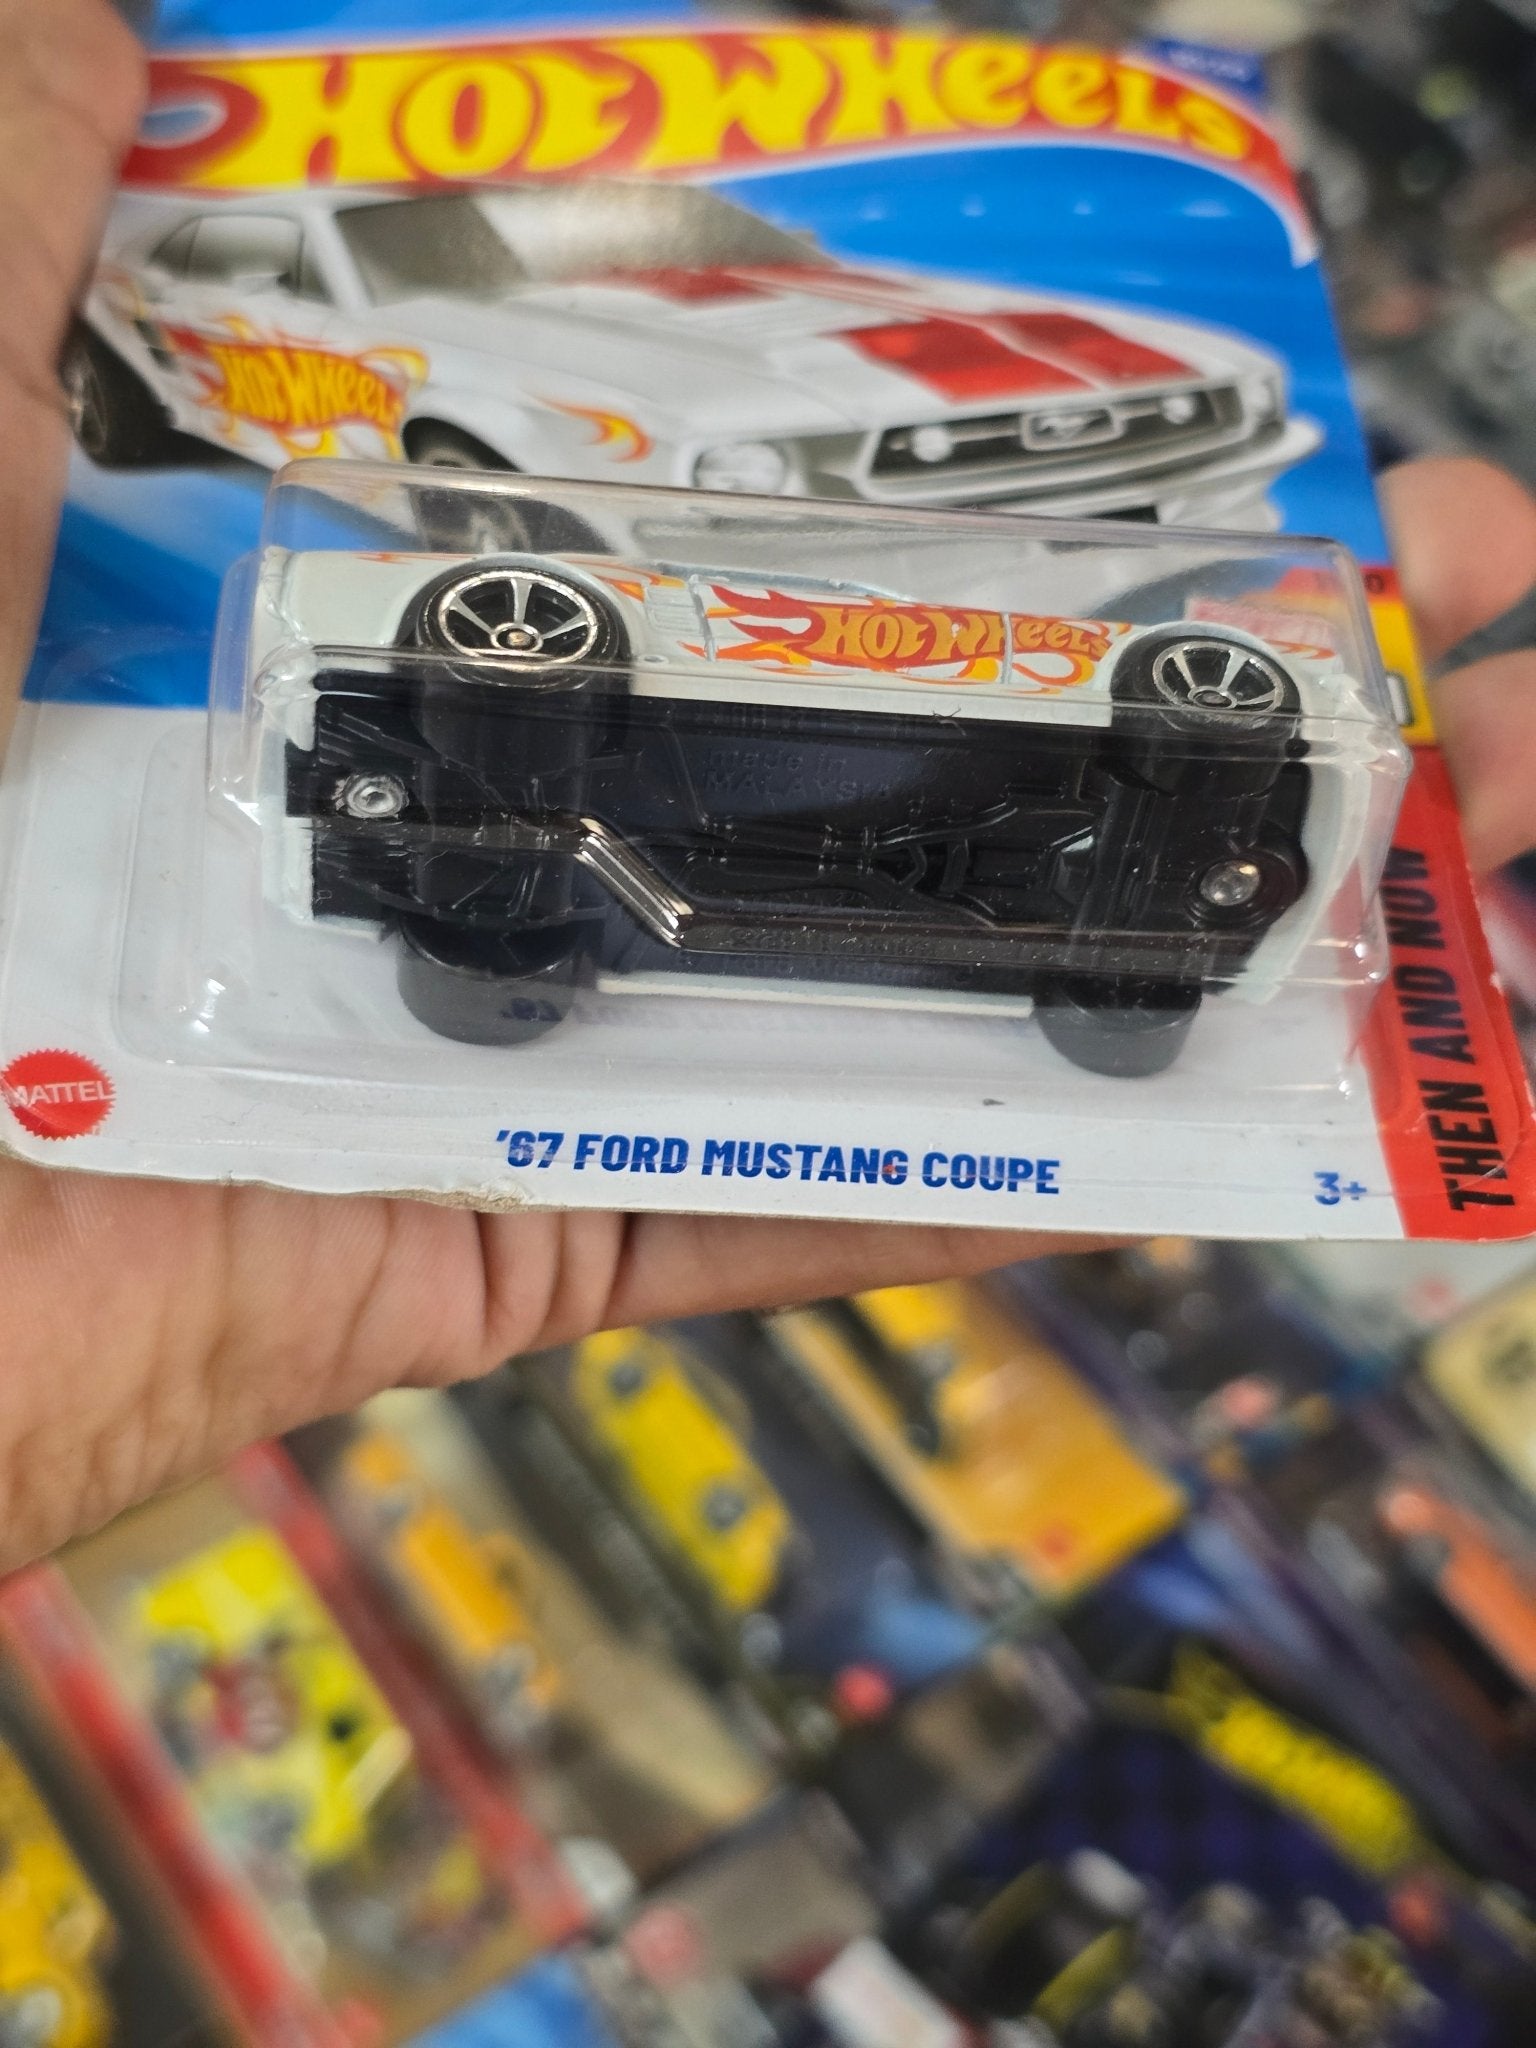 Hot Wheels
Hot Wheels
Hot Wheels
made in
MALAYSIA
MATTEL
'67 FORD MUSTANG COUPE
3+
THEN AND NOW